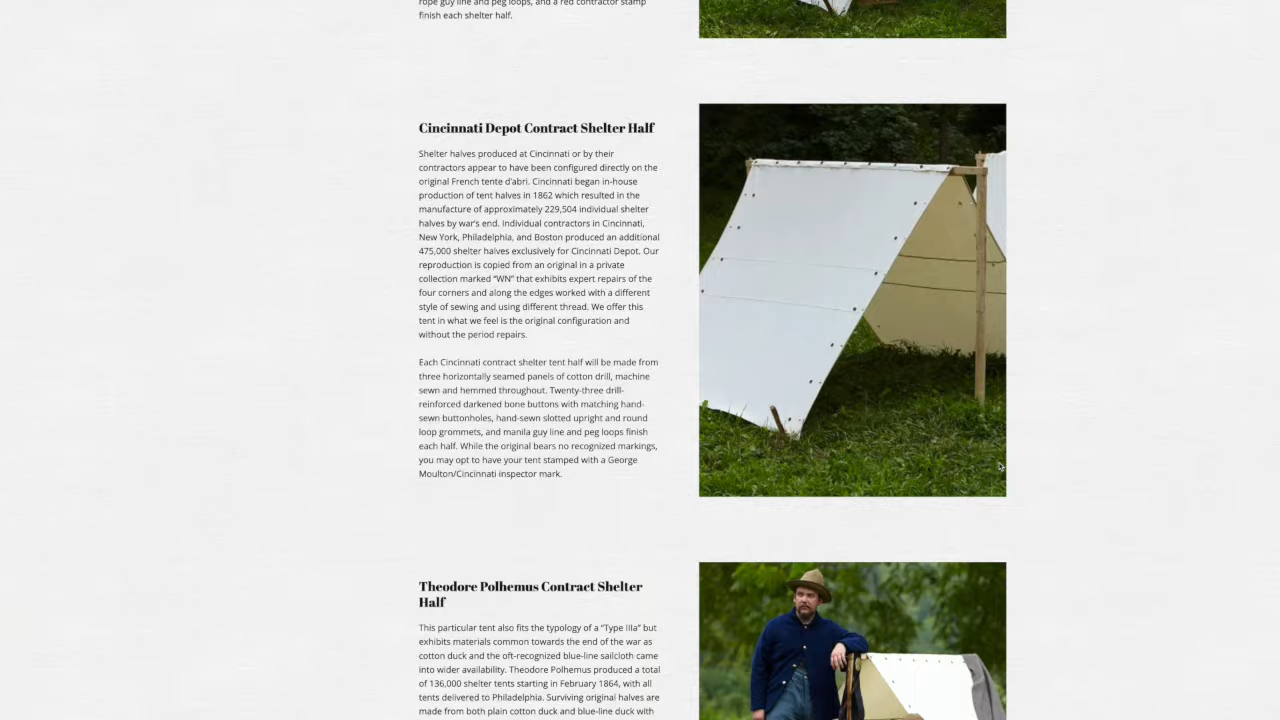 rope guy line and peg loops, and a red contractor stamp
finish each shelter half.
Cincinnati Depot Contract Shelter Half
Shelter halves produced at Cincinnati or by their
contractors appear to have been configured directly on the
original French tente d'abri. Cincinnati began in-house
production of tent halves in 1862 which resulted in the
manufacture of approximately 229,504 individual shelter
halves by war's end. Individual contractors in Cincinnati,
New York, Philadelphia, and Boston produced an additional
475,000 shelter halves exclusively for Cincinnati Depot. Our
reproduction is copied from an original in a private
collection marked "WN" that exhibits expert repairs of the
four corners and along the edges worked with a different
style of sewing and using different thread. We offer this
tent in what we feel is the original configuration and
without the period repairs.
Each Cincinnati contract shelter tent half will be made from
three horizontally seamed panels of cotton drill, machine
sewn and hemmed throughout. Twenty-three drill-
reinforced darkened bone buttons with matching hand-
sewn buttonholes, hand-sewn slotted upright and round
loop grommets, and manila guy line and peg loops finish
each half. While the original bears no recognized markings,
you may opt to have your tent stamped with a George
Moulton/Cincinnati inspector mark.
Theodore Polhemus Contract Shelter
Half
This particular tent also fits the typology of a "Type IIIa" but
exhibits materials common towards the end of the war as
cotton duck and the oft-recognized blue-line sailcloth came
into wider availability. Theodore Polhemus produced a total
of 136,000 shelter tents starting in February 1864, with all
tents delivered to Philadelphia. Surviving original halves are
made from both plain cotton duck and blue-line duck with